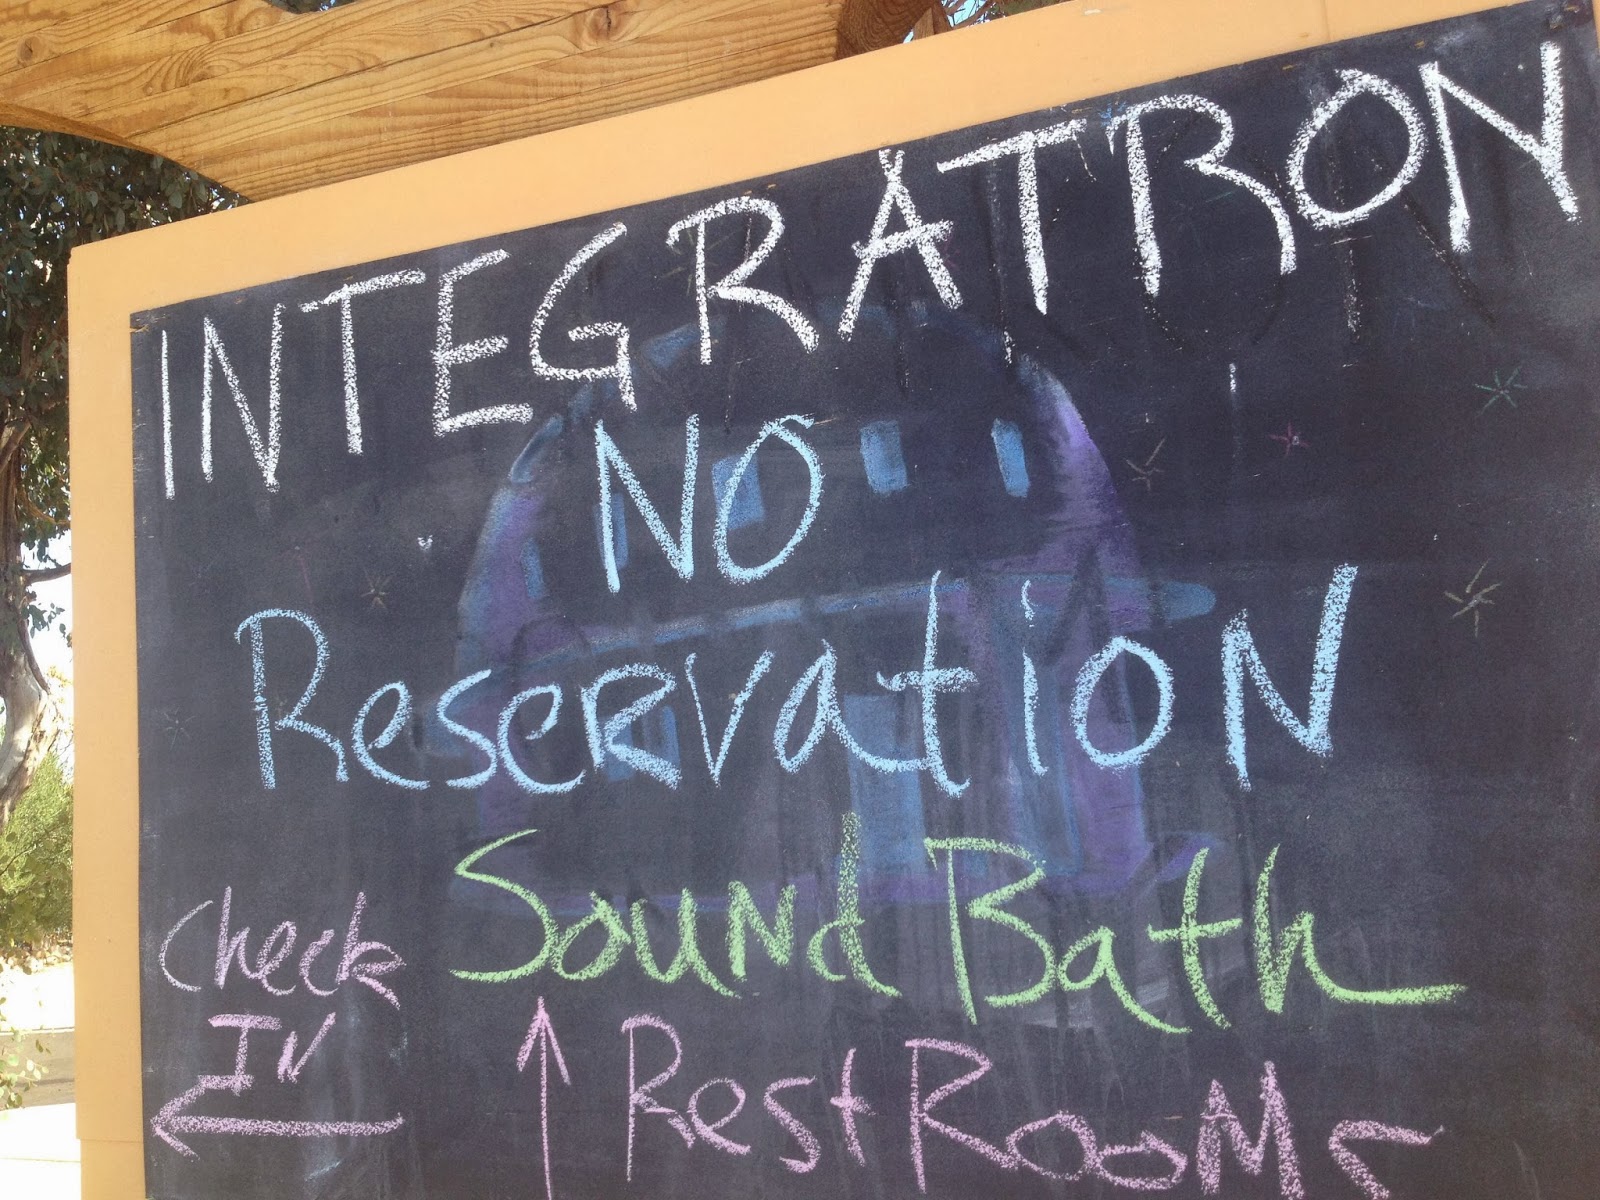 INTEGRATRON
NO
ReseRvatioN
Sound Bath
Check
IN
RestRooMs